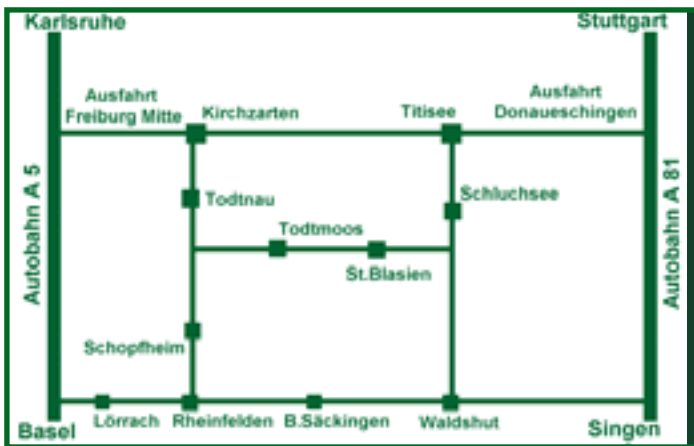 Karlsruhe
Stuttgart
Ausfahrt
Freiburg Mitte
Kirchzarten
Titisee
Ausfahrt
Donaueschingen
Autobahn A 5
Autobahn A 81
Todtnau
Schluchsee
Todtmoos
St.Blasien
Schopfheim
Lörrach
Rheinfelden
B.Säckingen
Waldshut
Basel
Singen